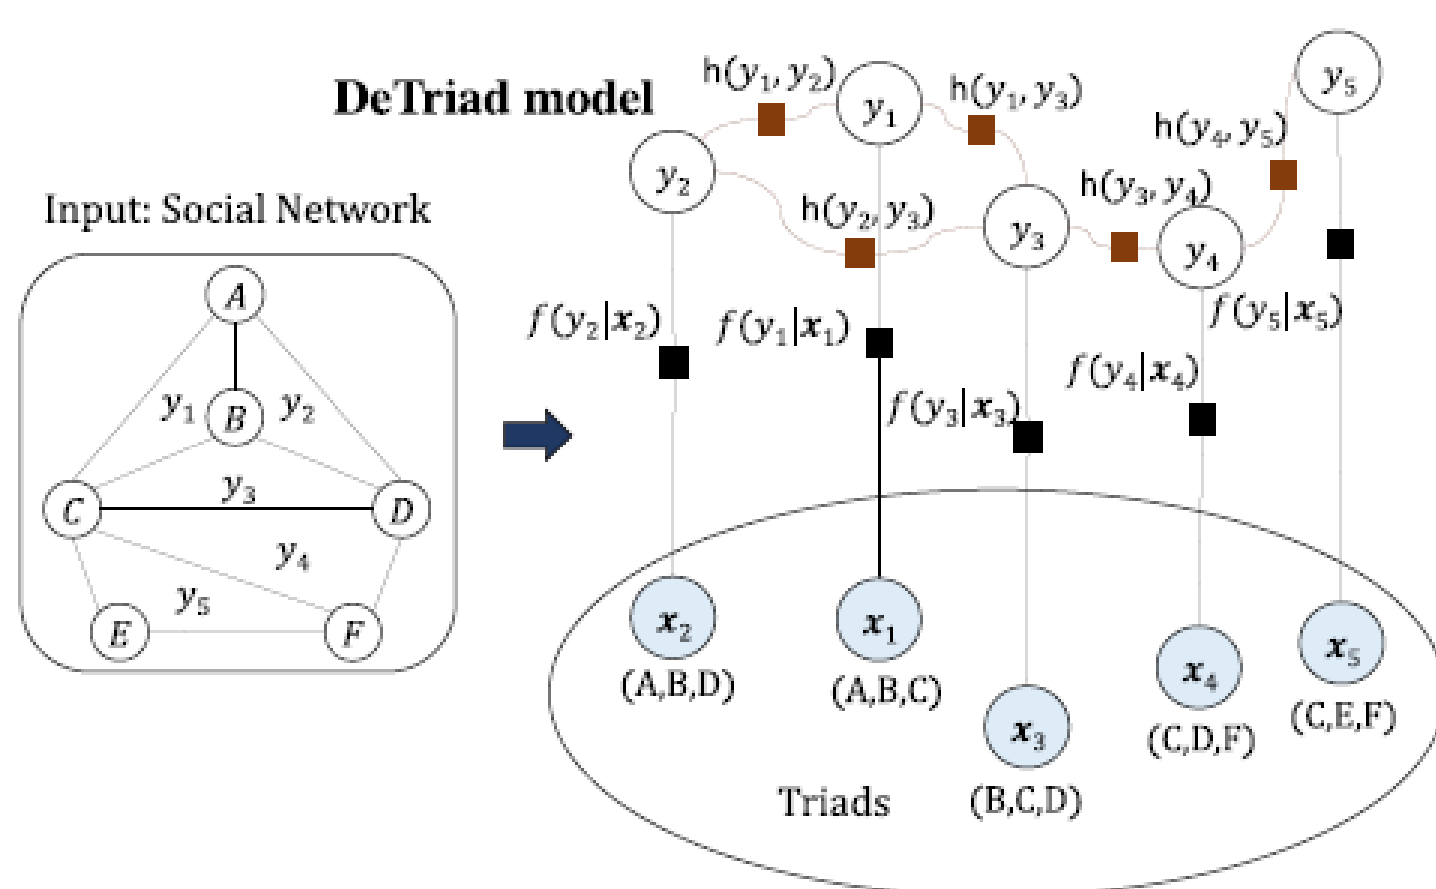 DeTriad model
Input: Social Network
A
y₁ B y₂
C y₃ D
y₄
y₅
E F
h(y₁, y₂)
y₁
h(y₁, y₃)
y₅
y₂
h(y₄, y₅)
h(y₂, y₃)
y₃
h(y₃, y₄)
y₄
f(y₂|x₂)
f(y₁|x₁)
f(y₅|x₅)
f(y₃|x₃)
f(y₄|x₄)
x₂
(A,B,D)
x₁
(A,B,C)
x₃
(B,C,D)
x₄
(C,D,F)
x₅
(C,E,F)
Triads